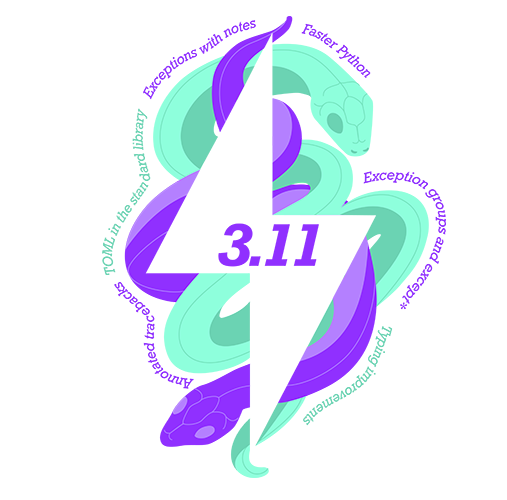 Exceptions with notes
Faster Python
TOML in the standard library
Exception groups and except*
3.11
Annotated tracebacks
Typing improvements